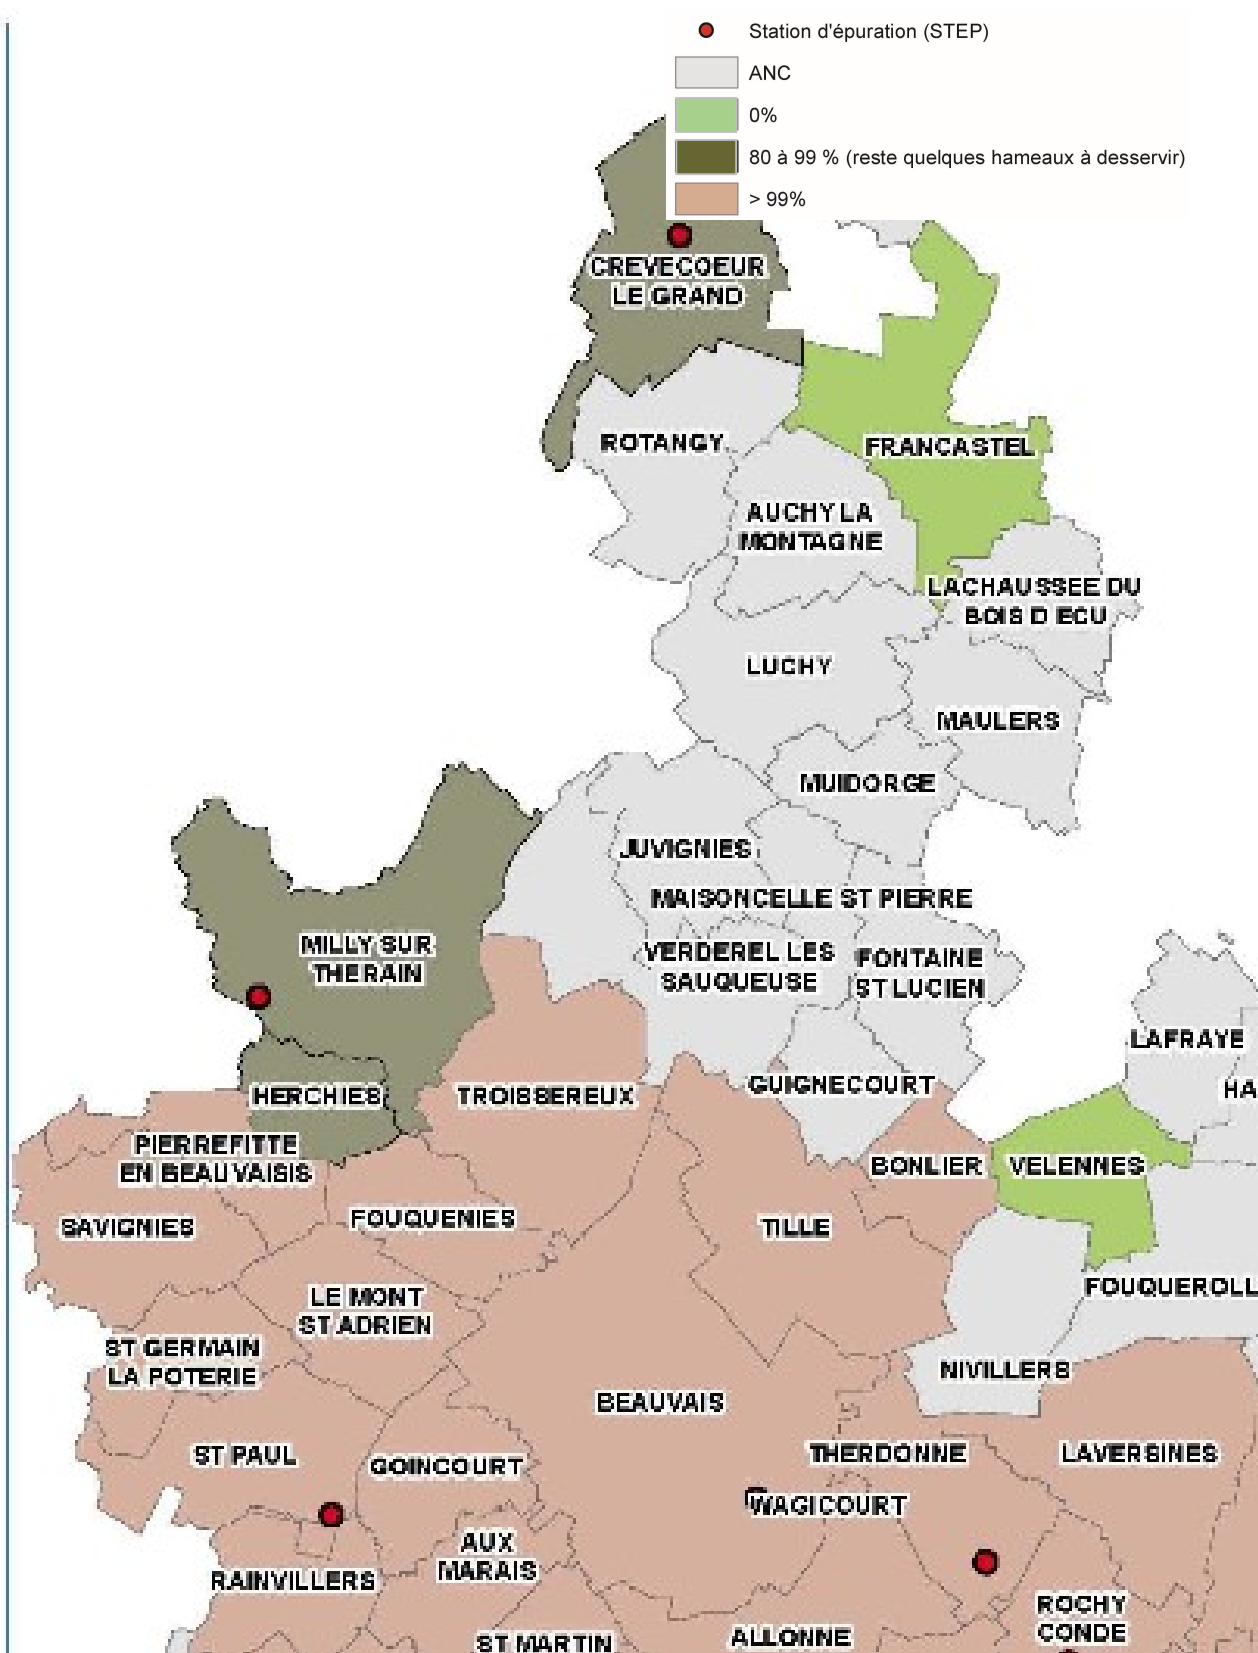 Station d'épuration (STEP)
ANC
0%
80 à 99 % (reste quelques hameaux à desservir)
> 99%
CREVECOEUR
LE GRAND
ROTANGY
FRANCASTEL
AUCHY LA
MONTAGNE
LACHAUSSEE DU
BOIS D ECU
LUCHY
MAULERS
MUIDORGE
JUVIGNIES
MAISONCELLE ST PIERRE
MILLY SUR
THERAIN
VERDEREL LES
SAUQUEUSE
FONTAINE
ST LUCIEN
LAFRAYE
HA
HERCHIES
TROISSEREUX
GUIGNECOURT
PIERREFITTE
EN BEAUVAISIS
BONLIER
VELENNES
SAVIGNIES
FOUQUENIES
TILLE
FOUQUEROLL
LE MONT
ST ADRIEN
ST GERMAIN
LA POTERIE
NIVILLERS
BEAUVAIS
ST PAUL
GOINCOURT
THERDONNE
LAVERSINES
WAGICOURT
AUX
MARAIS
RAINVILLERS
ROCHY
CONDE
ST MARTIN
ALLONNE